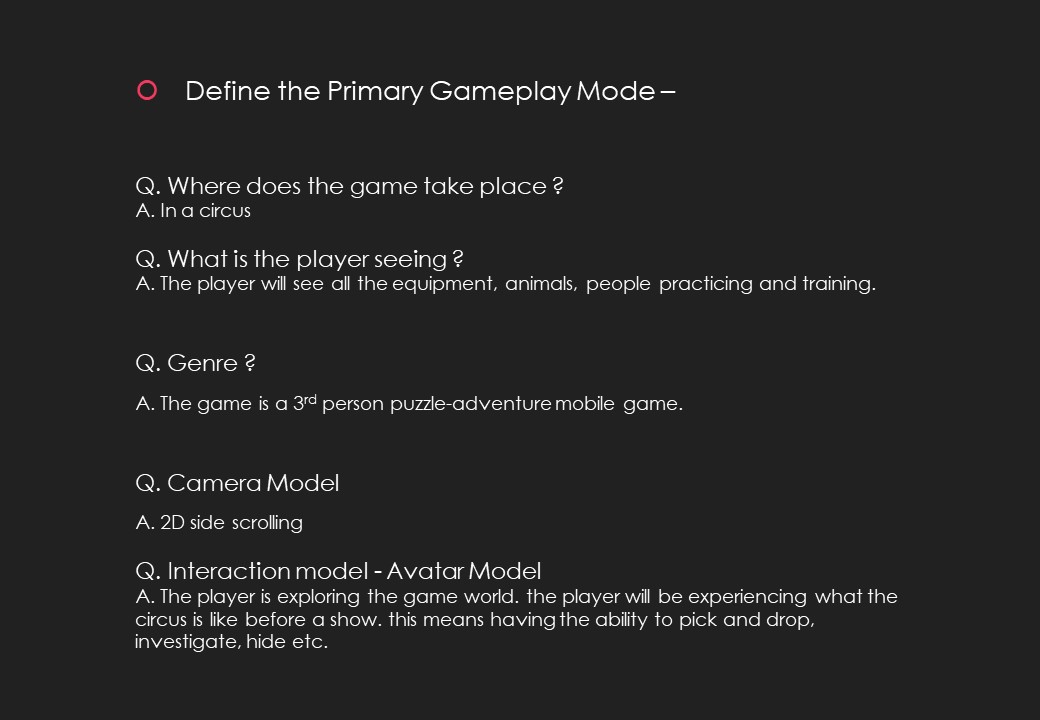 Define the Primary Gameplay Mode –
Q. Where does the game take place ?
A. In a circus
Q. What is the player seeing ?
A. The player will see all the equipment, animals, people practicing and training.
Q. Genre ?
A. The game is a 3rd person puzzle-adventure mobile game.
Q. Camera Model
A. 2D side scrolling
Q. Interaction model - Avatar Model
A. The player is exploring the game world. the player will be experiencing what the
circus is like before a show. this means having the ability to pick and drop,
investigate, hide etc.